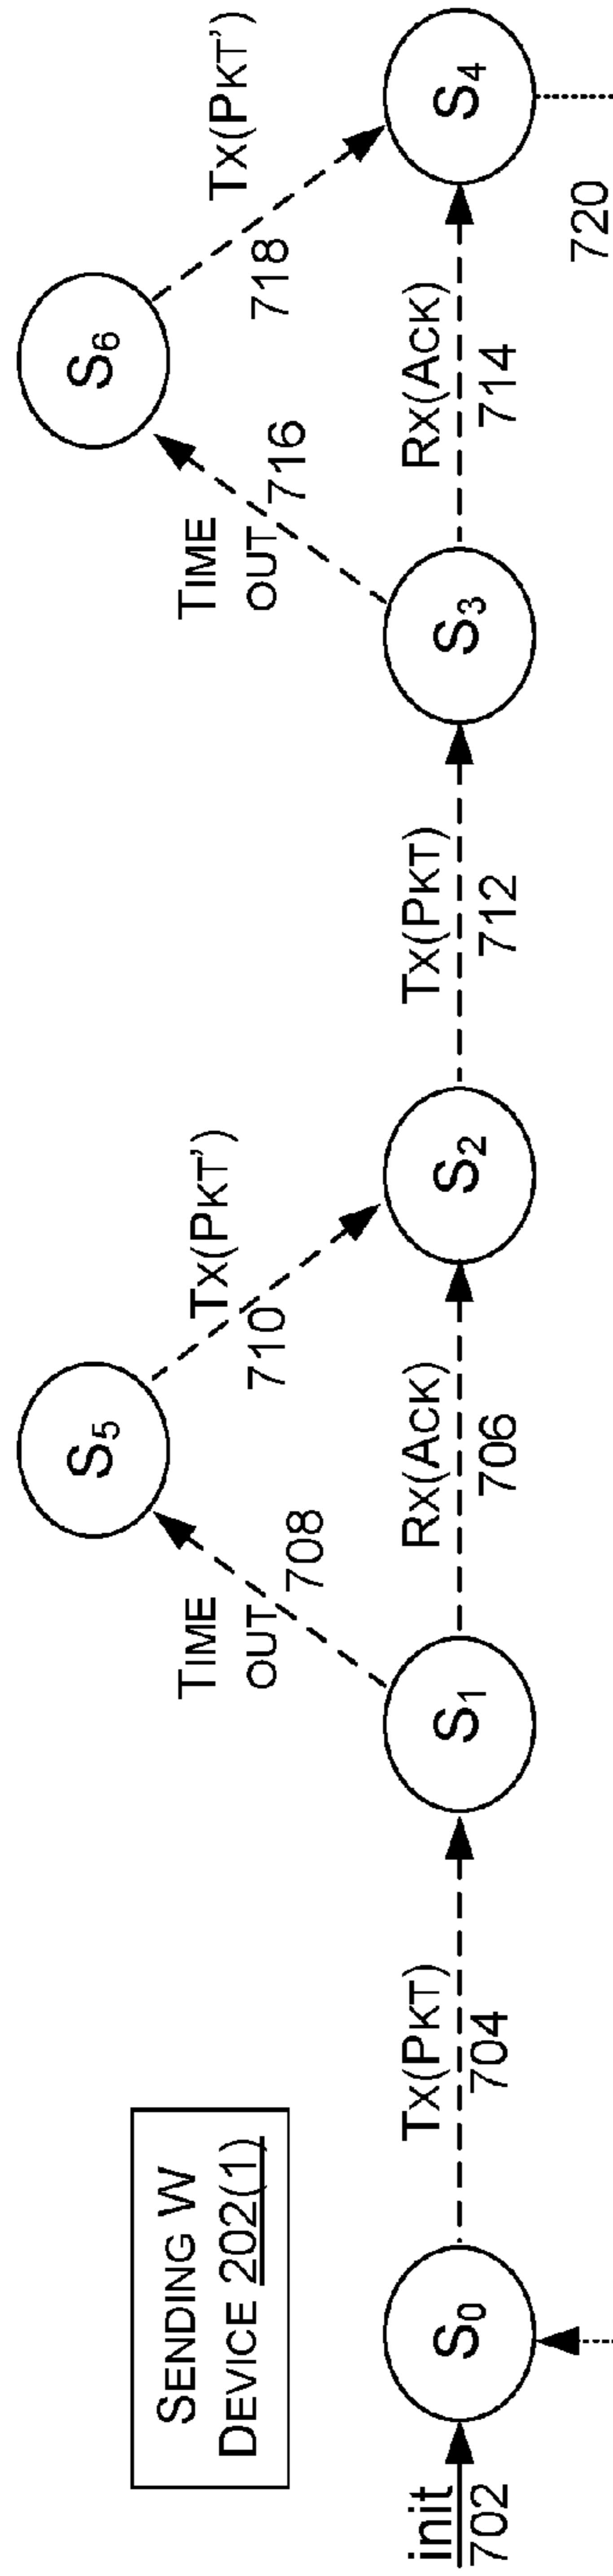 SENDING W
DEVICE 202(1)
init
702
S0
TX(PKT)
704
S1
TIME
OUT
708
S5
TX(PKT')
710
RX(ACK)
706
S2
TX(PKT)
712
S3
TIME
OUT
716
S6
TX(PKT')
718
RX(ACK)
714
S4
720